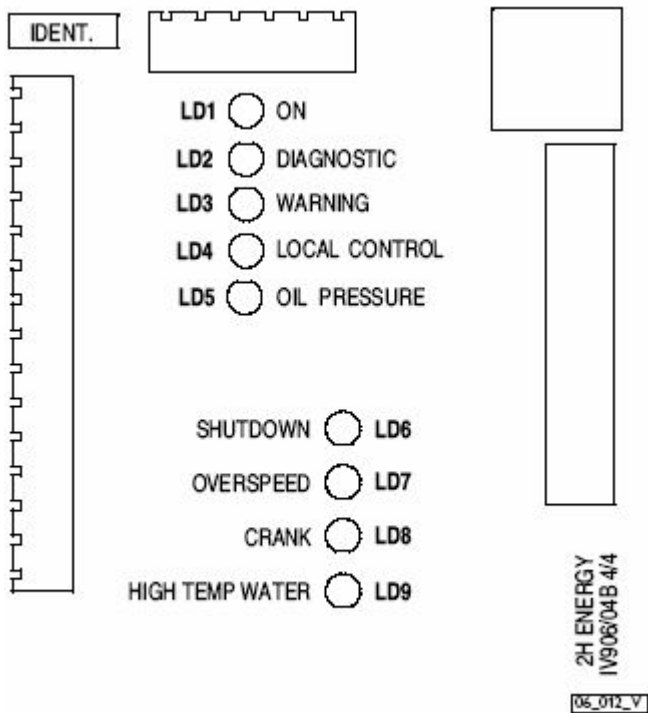 IDENT.
LD1 ON
LD2 DIAGNOSTIC
LD3 WARNING
LD4 LOCAL CONTROL
LD5 OIL PRESSURE
SHUTDOWN LD6
OVERSPEED LD7
CRANK LD8
HIGH TEMP WATER LD9
2H ENERGY
IV906/04B 4/4
06_012_V